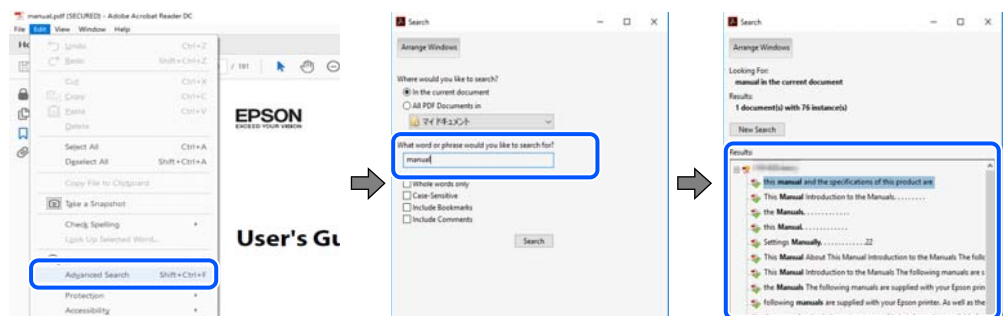 manual.pdf (SECURED) - Adobe Acrobat Reader DC
File Edit View Window Help
Undo Ctrl+Z
Redo Shift+Ctrl+Z
Cut Ctrl+X
Copy Ctrl+C
Paste Ctrl+V
Delete
Select All Ctrl+A
Deselect All Shift+Ctrl+A
Copy File to Clipboard
Take a Snapshot
Check Spelling
Look Up Selected Word...
Advanced Search Shift+Ctrl+F
Protection
Accessibility
/ 191
EPSON
EXCEED YOUR VISION
User's Gu
Search
Arrange Windows
Where would you like to search?
In the current document
All PDF Documents in
マイ ドキュメント
What word or phrase would you like to search for?
manual
Whole words only
Case-Sensitive
Include Bookmarks
Include Comments
Search
Search
Arrange Windows
Looking For:
manual in the current document
Results:
1 document(s) with 76 instance(s)
New Search
Results:
this manual and the specifications of this product are
This Manual Introduction to the Manuals. . . . . . . . .
the Manuals. . . . . . . . . . . . .
this Manual. . . . . . . . . . . . .
Settings Manually. . . . . . . . . . . . .22
This Manual About This Manual Introduction to the Manuals The follo
This Manual Introduction to the Manuals The following manuals are s
the Manuals The following manuals are supplied with your Epson prin
following manuals are supplied with your Epson printer. As well as the